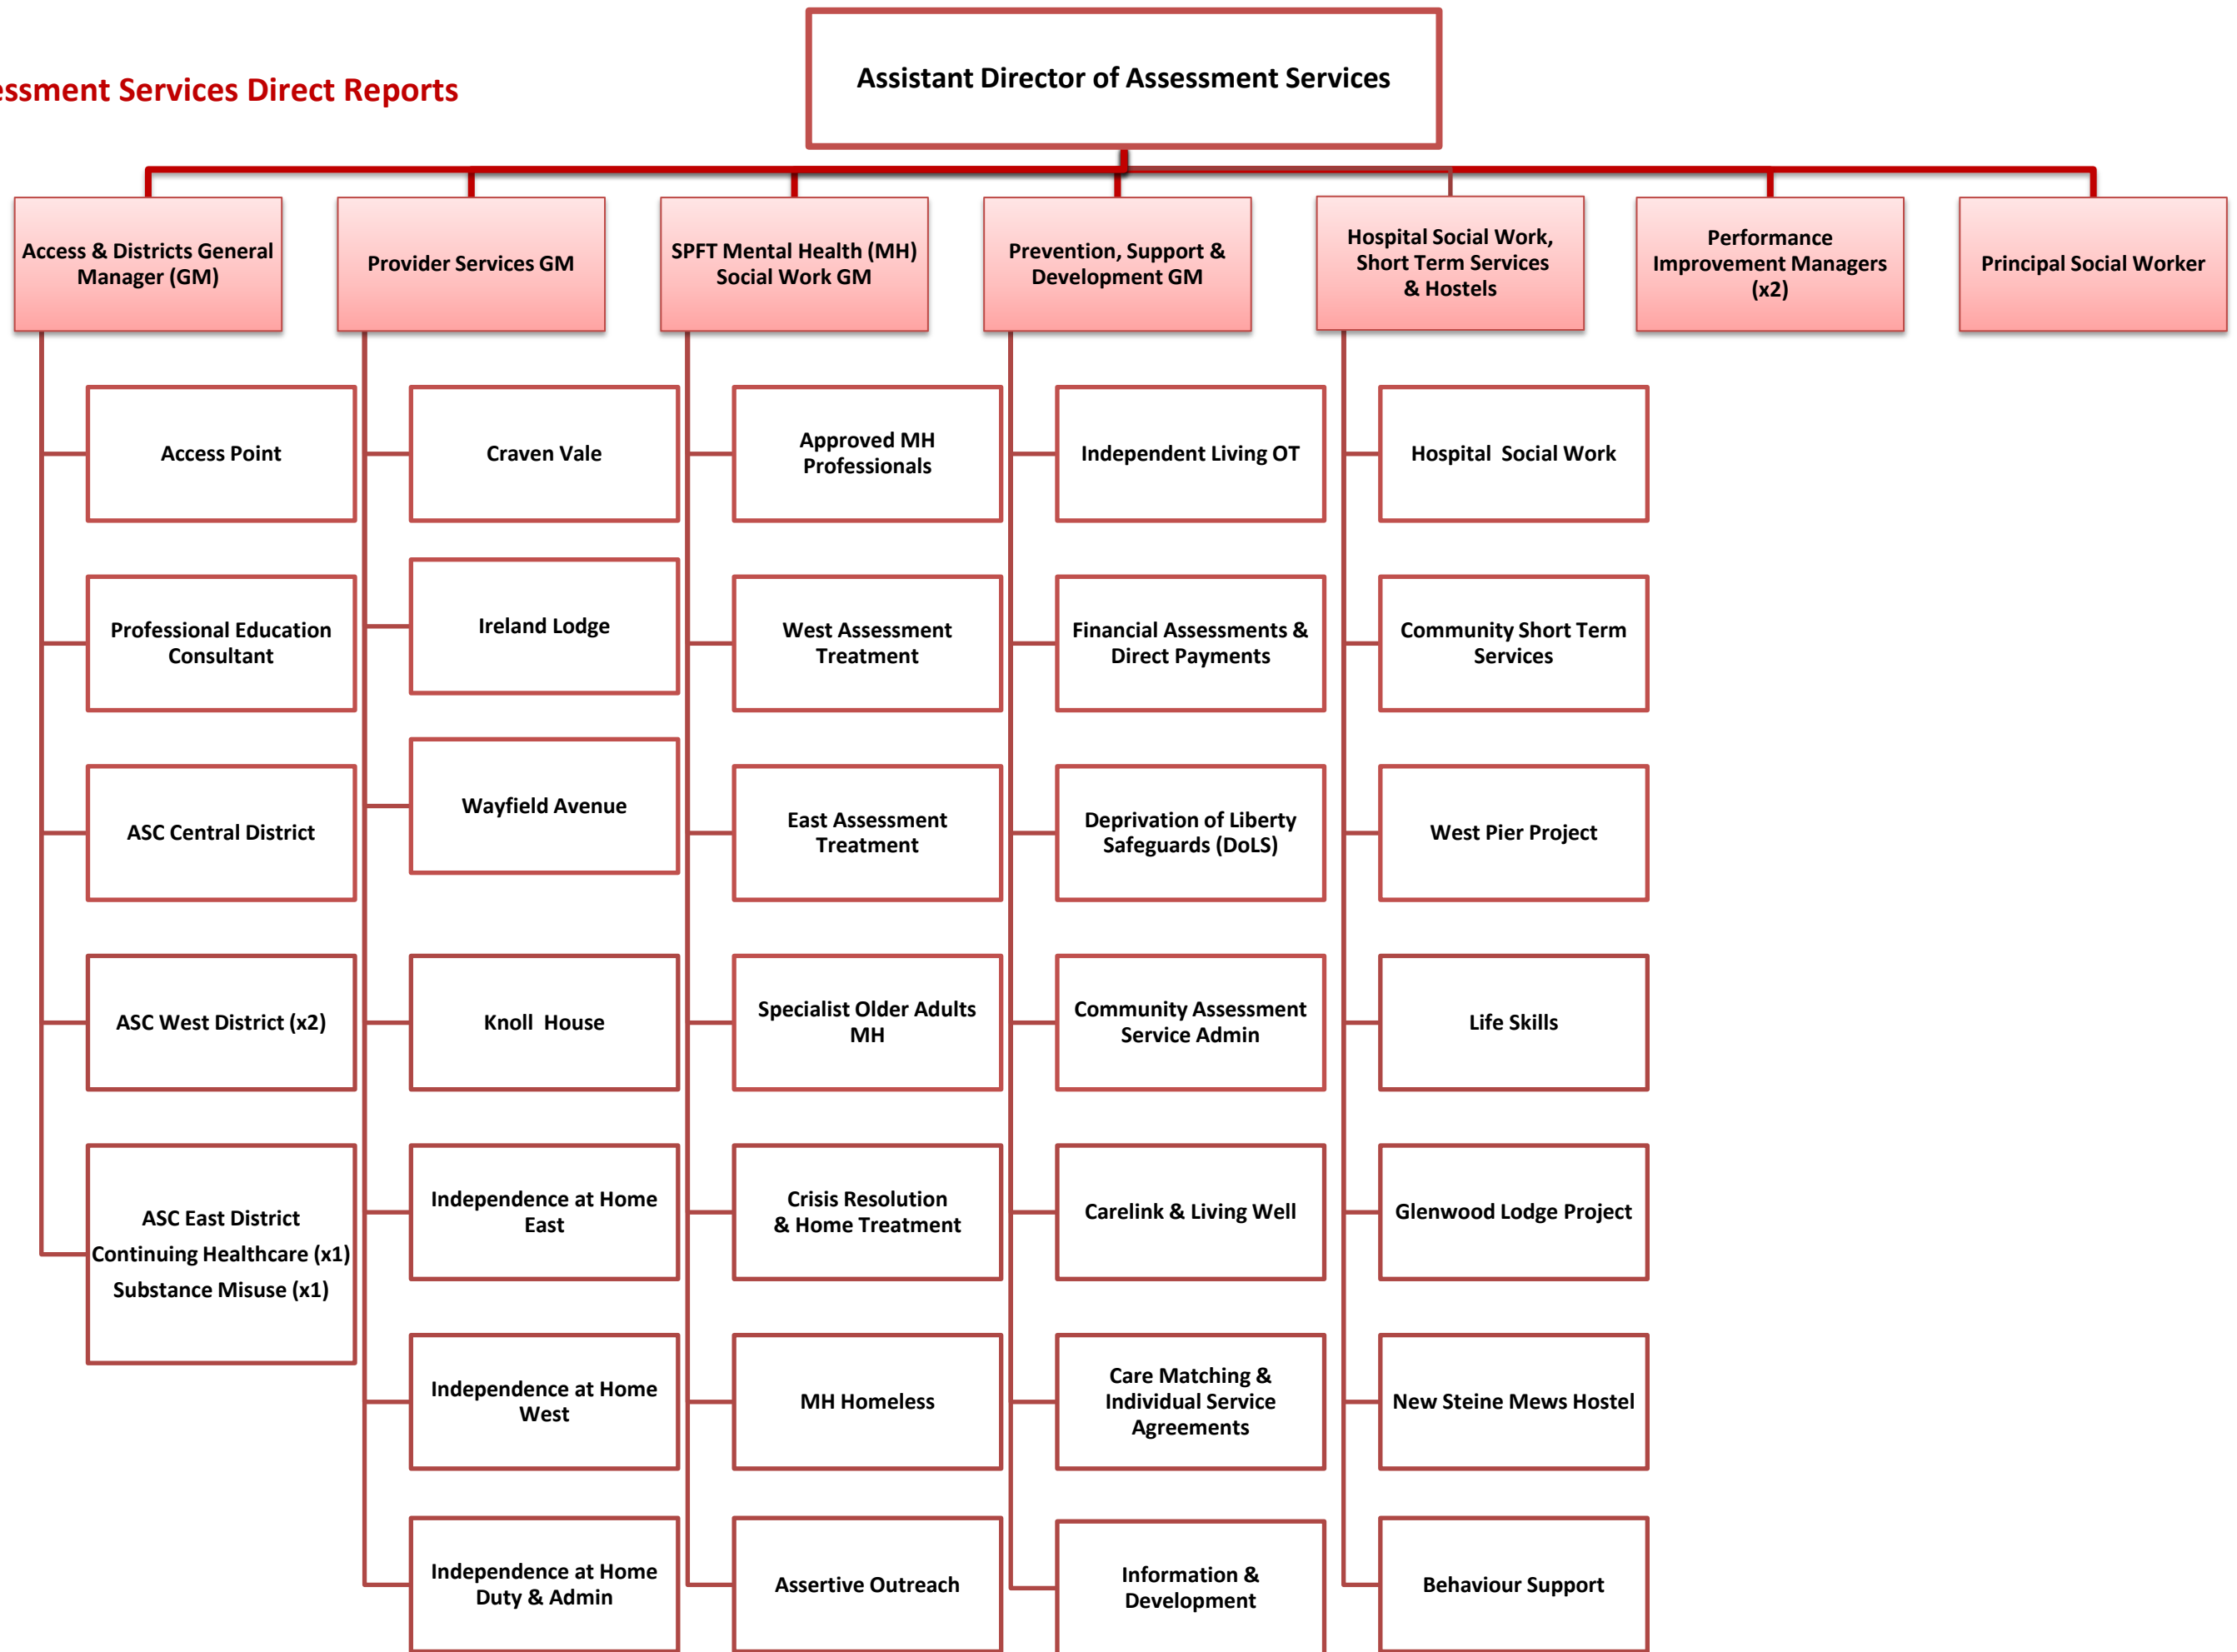 essment Services Direct Reports
Assistant Director of Assessment Services
Access & Districts General
Manager (GM)
Provider Services GM
SPFT Mental Health (MH)
Social Work GM
Prevention, Support &
Development GM
Hospital Social Work,
Short Term Services
& Hostels
Performance
Improvement Managers
(x2)
Principal Social Worker
Access Point
Professional Education
Consultant
ASC Central District
ASC West District (x2)
ASC East District
Continuing Healthcare (x1)
Substance Misuse (x1)
Craven Vale
Ireland Lodge
Wayfield Avenue
Knoll  House
Independence at Home
East
Independence at Home
West
Independence at Home
Duty & Admin
Approved MH
Professionals
West Assessment
Treatment
East Assessment
Treatment
Specialist Older Adults
MH
Crisis Resolution
& Home Treatment
MH Homeless
Assertive Outreach
Independent Living OT
Financial Assessments &
Direct Payments
Deprivation of Liberty
Safeguards (DoLS)
Community Assessment
Service Admin
Carelink & Living Well
Care Matching &
Individual Service
Agreements
Information &
Development
Hospital  Social Work
Community Short Term
Services
West Pier Project
Life Skills
Glenwood Lodge Project
New Steine Mews Hostel
Behaviour Support